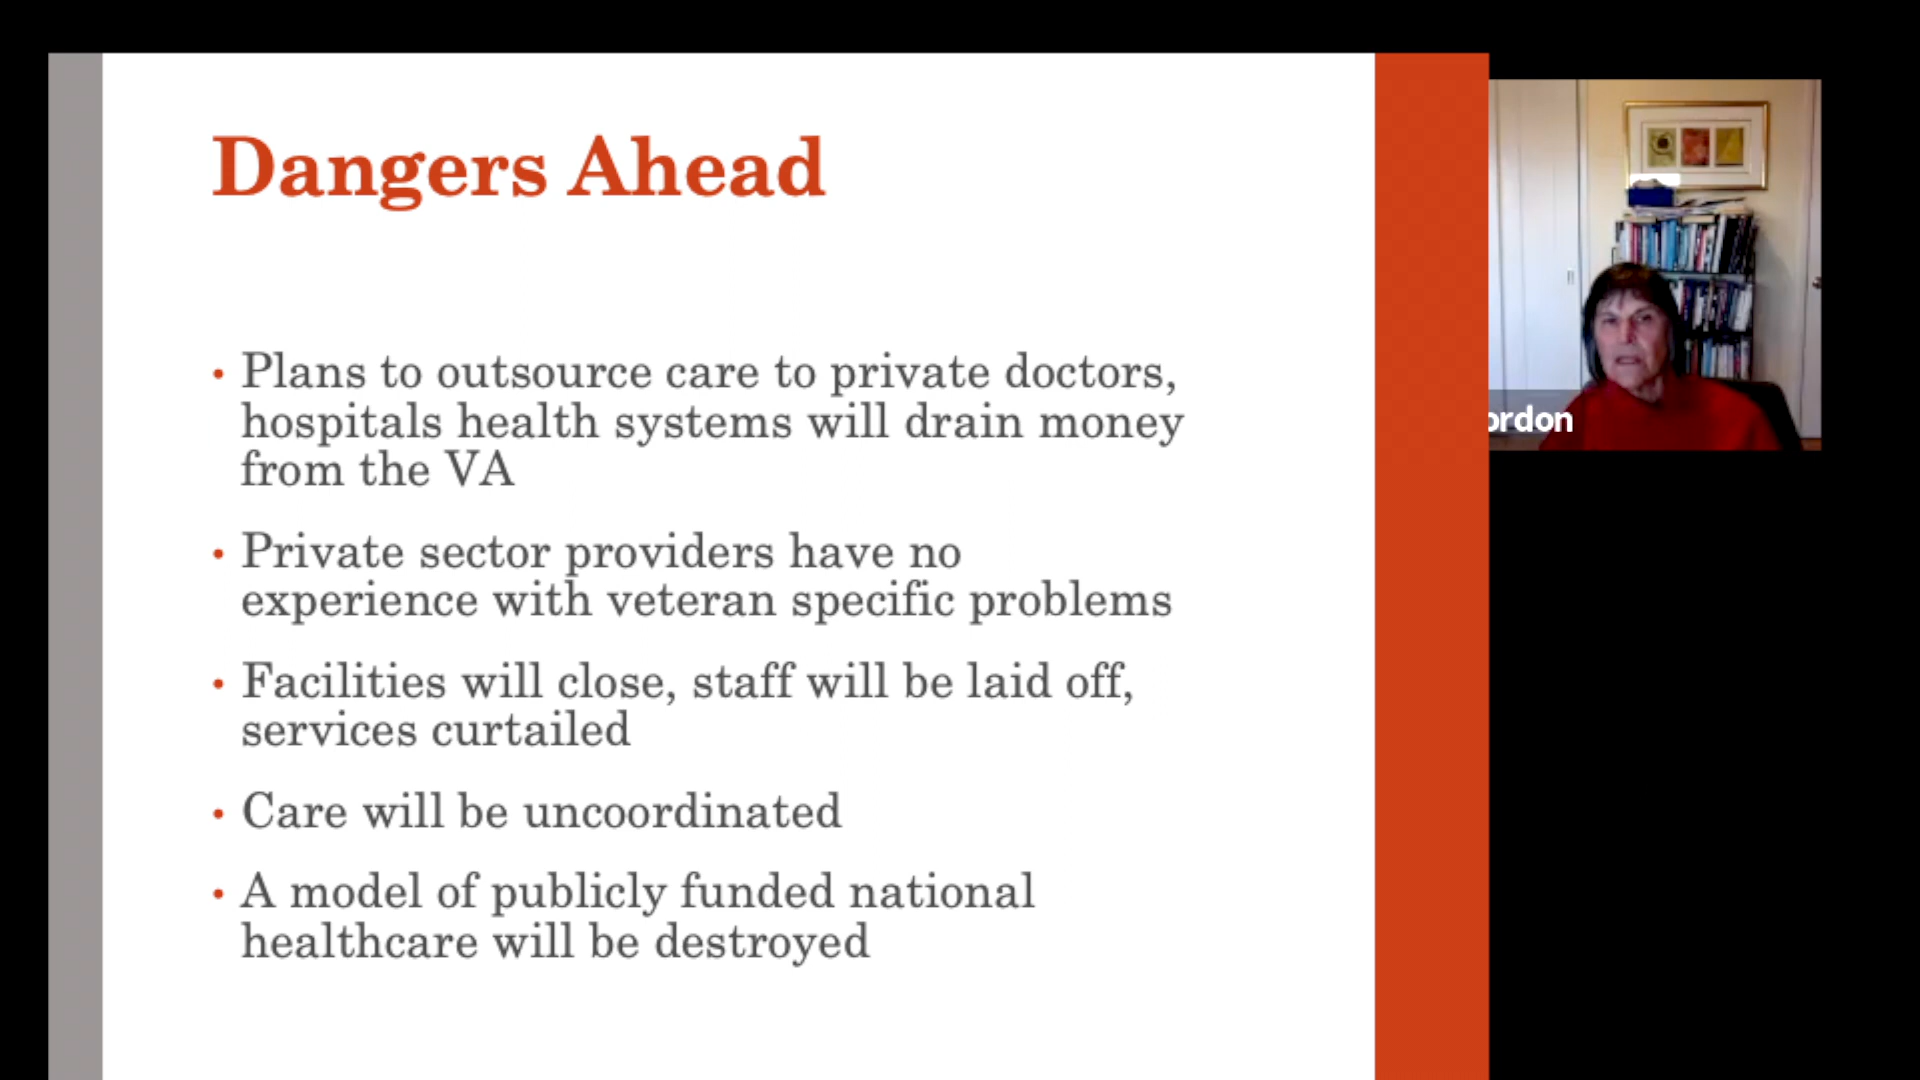 Dangers Ahead
• Plans to outsource care to private doctors,
hospitals health systems will drain money
from the VA
• Private sector providers have no
experience with veteran specific problems
• Facilities will close, staff will be laid off,
services curtailed
• Care will be uncoordinated
• A model of publicly funded national
healthcare will be destroyed
ordon